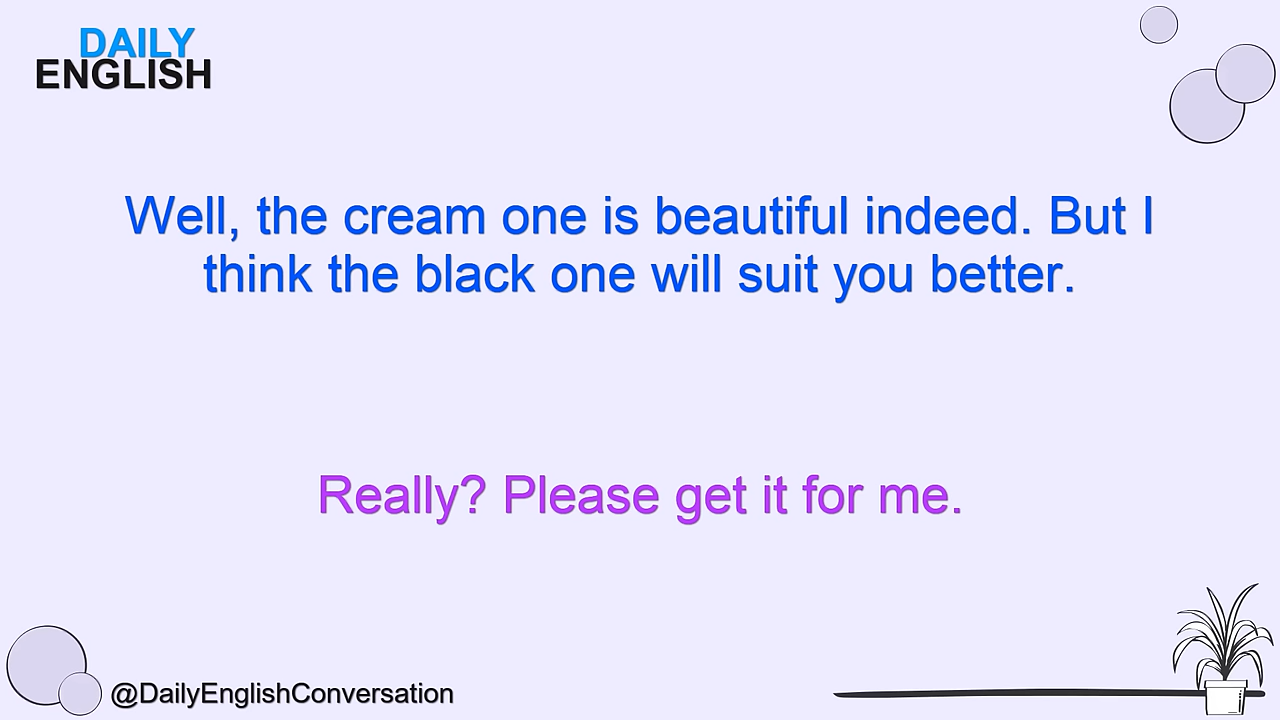 DAILY
ENGLISH
Well, the cream one is beautiful indeed. But I
think the black one will suit you better.
Really? Please get it for me.
@DailyEnglishConversation